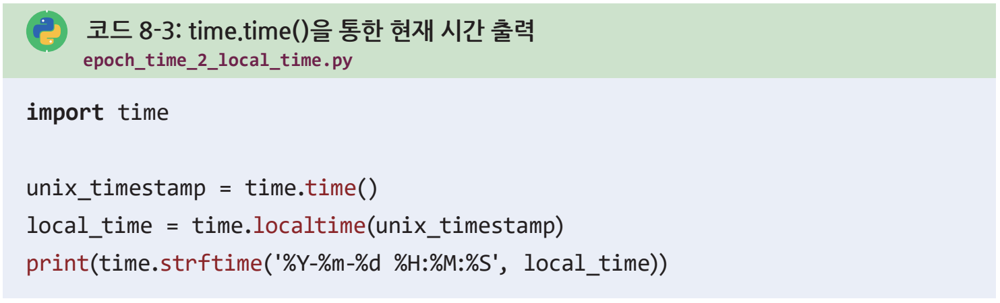 코드 8-3: time.time()을 통한 현재 시간 출력
epoch_time_2_local_time.py
import time
unix_timestamp = time.time()
local_time = time.localtime(unix_timestamp)
print(time.strftime('%Y-%m-%d %H:%M:%S', local_time))